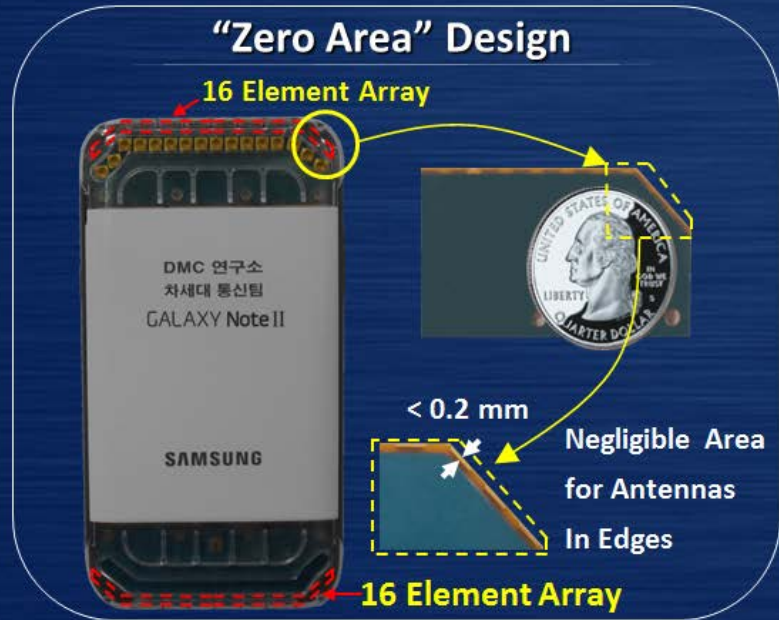 “Zero Area” Design
16 Element Array
DMC 연구소
차세대 통신팀
GALAXY Note II
SAMSUNG
UNITED STATES OF AMERICA
IN
GOD WE
TRUST
LIBERTY
S
QUARTER DOLLAR
< 0.2 mm
Negligible Area
for Antennas
In Edges
16 Element Array